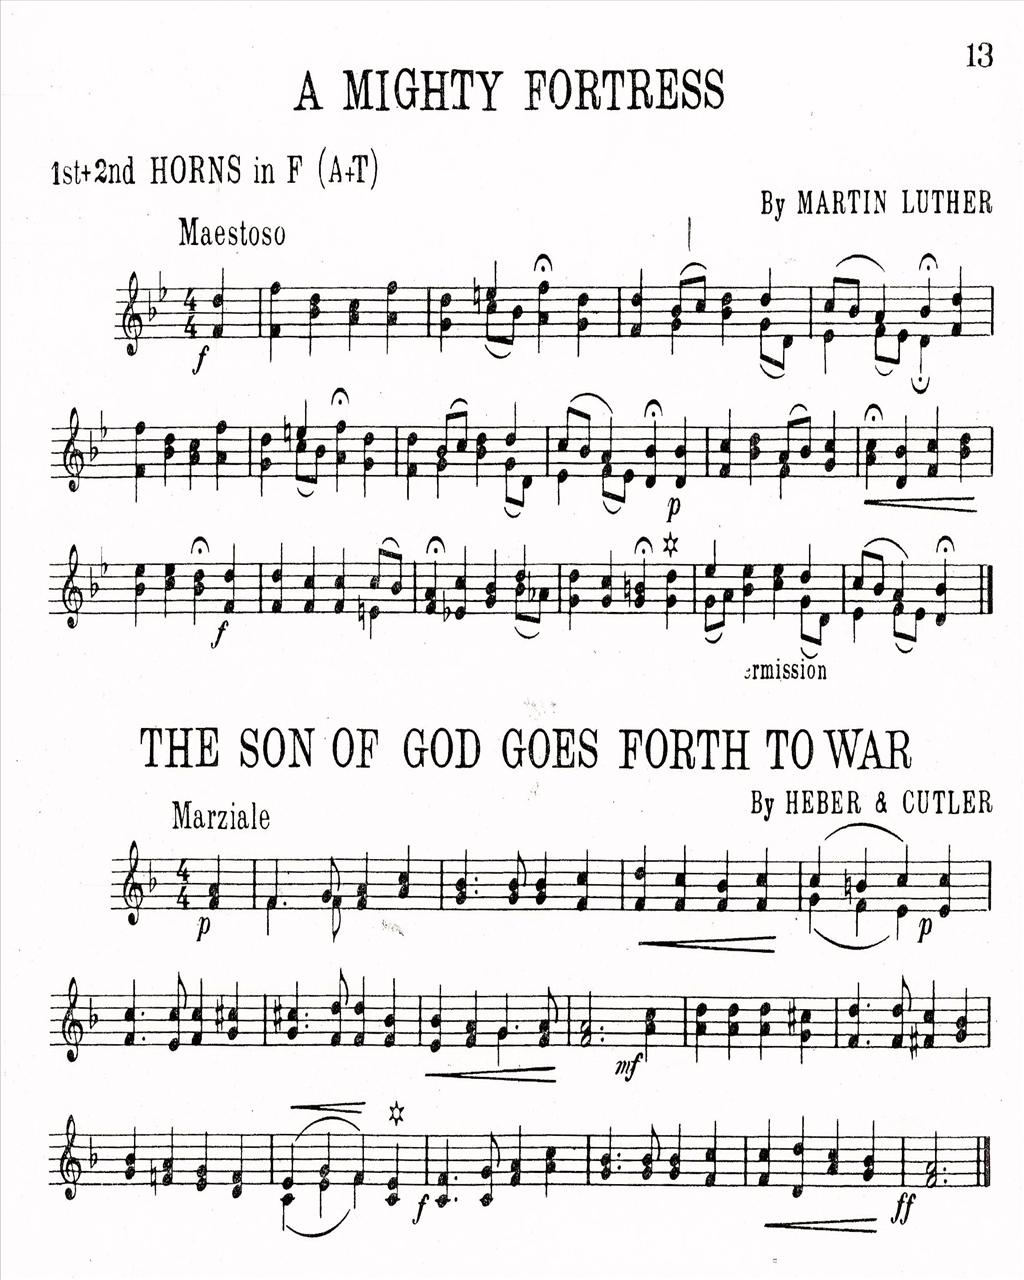 13
A MIGHTY FORTRESS
1st+2nd HORNS in F (A+T)
By MARTIN LUTHER
Maestoso
f
p
f
ermission
THE SON OF GOD GOES FORTH TO WAR
By HEBER & CUTLER
Marziale
p
p
mf
f
ff